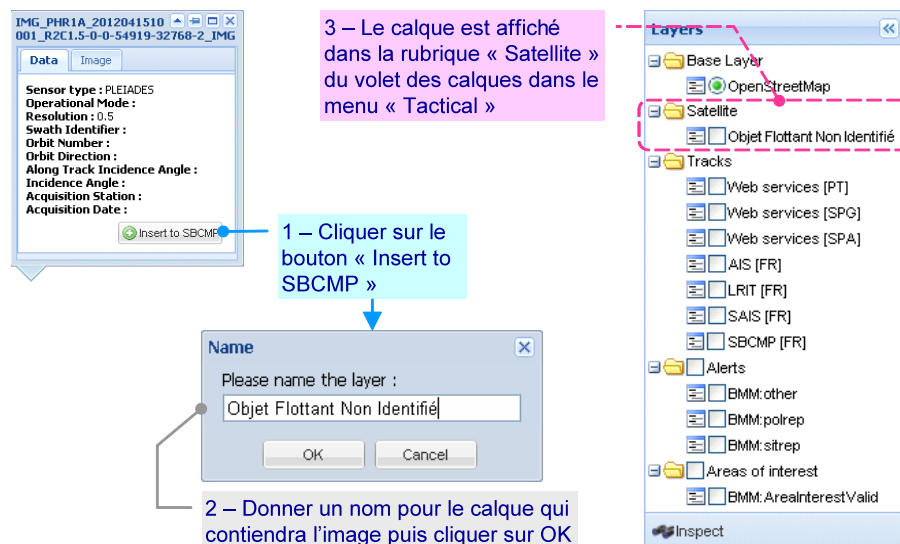 IMG_PHR1A_2012041510
001_R2C1.5-0-0-54919-32768-2_IMG
Data
Image
Sensor type : PLEIADES
Operational Mode :
Resolution : 0.5
Swath Identifier :
Orbit Number :
Orbit Direction :
Along Track Incidence Angle :
Incidence Angle :
Acquisition Station :
Acquisition Date :
Insert to SBCMP
1 – Cliquer sur le
bouton « Insert to
SBCMP »
Name
Please name the layer :
Objet Flottant Non Identifié
OK
Cancel
2 – Donner un nom pour le calque qui
contiendra l'image puis cliquer sur OK
3 – Le calque est affiché
dans la rubrique « Satellite »
du volet des calques dans le
menu « Tactical »
Layers
Base Layer
OpenStreetMap
Satellite
Objet Flottant Non Identifié
Tracks
Web services [PT]
Web services [SPG]
Web services [SPA]
AIS [FR]
LRIT [FR]
SAIS [FR]
SBCMP [FR]
Alerts
BMM:other
BMM:polrep
BMM:sitrep
Areas of interest
BMM:AreaInterestValid
Inspect